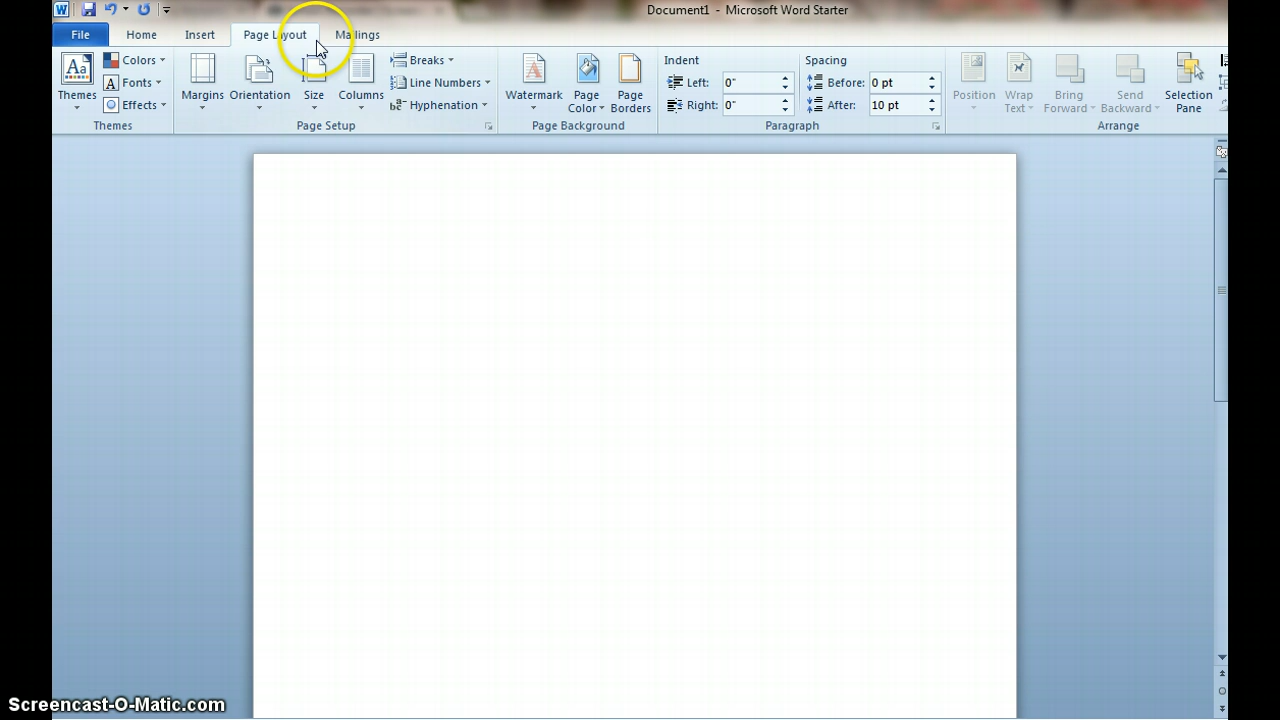 Document1 - Microsoft Word Starter
File Home Insert Page Layout Mailings
Themes
Colors
Fonts
Effects
Themes
Margins
Orientation
Size
Columns
Breaks
Line Numbers
Hyphenation
Page Setup
Watermark
Page Color
Page Borders
Page Background
Indent
Left: 0"
Right: 0"
Spacing
Before: 0 pt
After: 10 pt
Paragraph
Position
Wrap Text
Bring Forward
Send Backward
Selection Pane
Arrange
Screencast-O-Matic.com